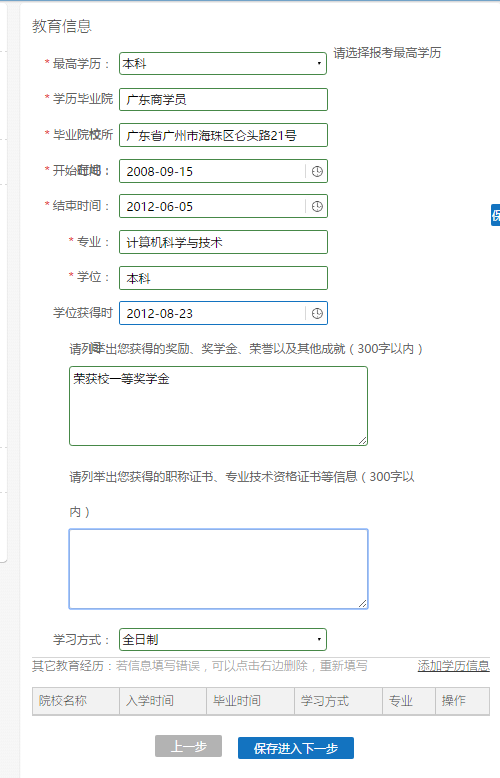 教育信息
* 最高学历： 本科 请选择报考最高学历
* 学历毕业院 广东商学员
* 毕业院校所 广东省广州市海珠区仑头路21号
* 开始时间： 2008-09-15
* 结束时间： 2012-06-05
* 专业： 计算机科学与技术
* 学位： 本科
学位获得时 2012-08-23
请列举出您获得的奖励、奖学金、荣誉以及其他成就（300字以内）
荣获校一等奖学金
请列举出您获得的职称证书、专业技术资格证书等信息（300字以
内）
学习方式： 全日制
其它教育经历：若信息填写错误，可以点击右边删除，重新填写 添加学历信息
院校名称 入学时间 毕业时间 学习方式 专业 操作
上一步 保存进入下一步